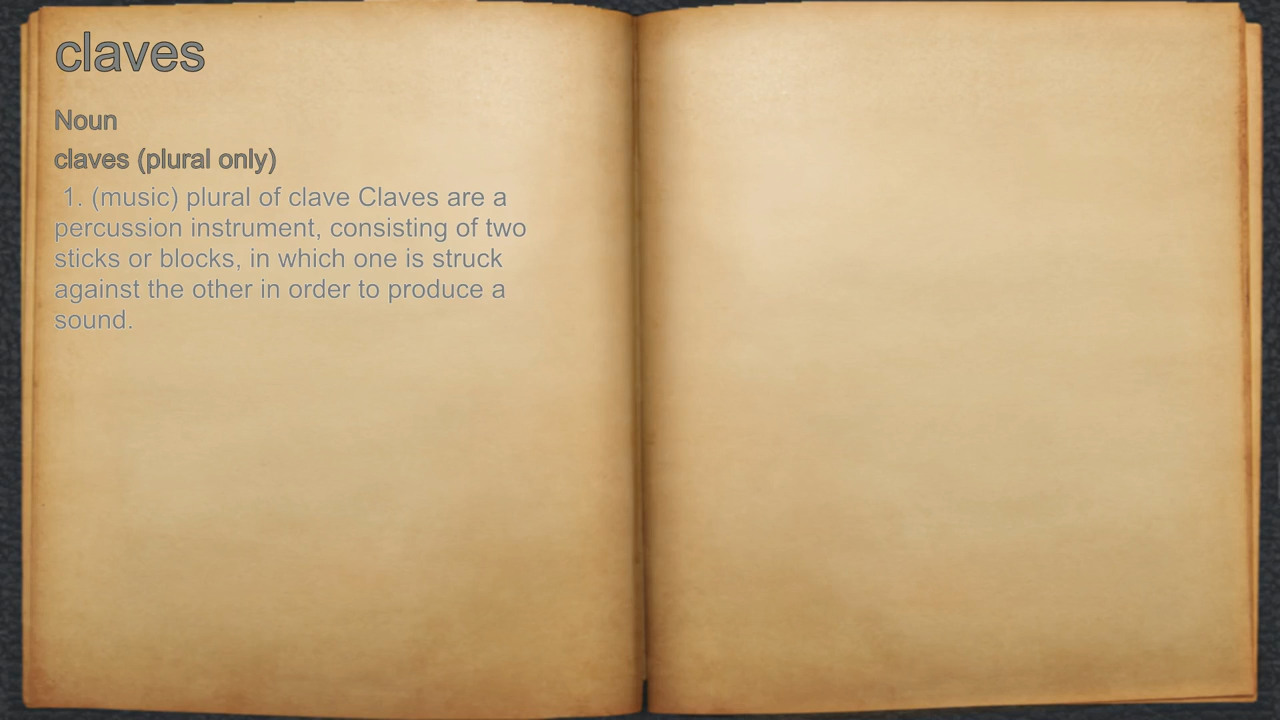 claves
Noun
claves (plural only)
1. (music) plural of clave Claves are a
percussion instrument, consisting of two
sticks or blocks, in which one is struck
against the other in order to produce a
sound.